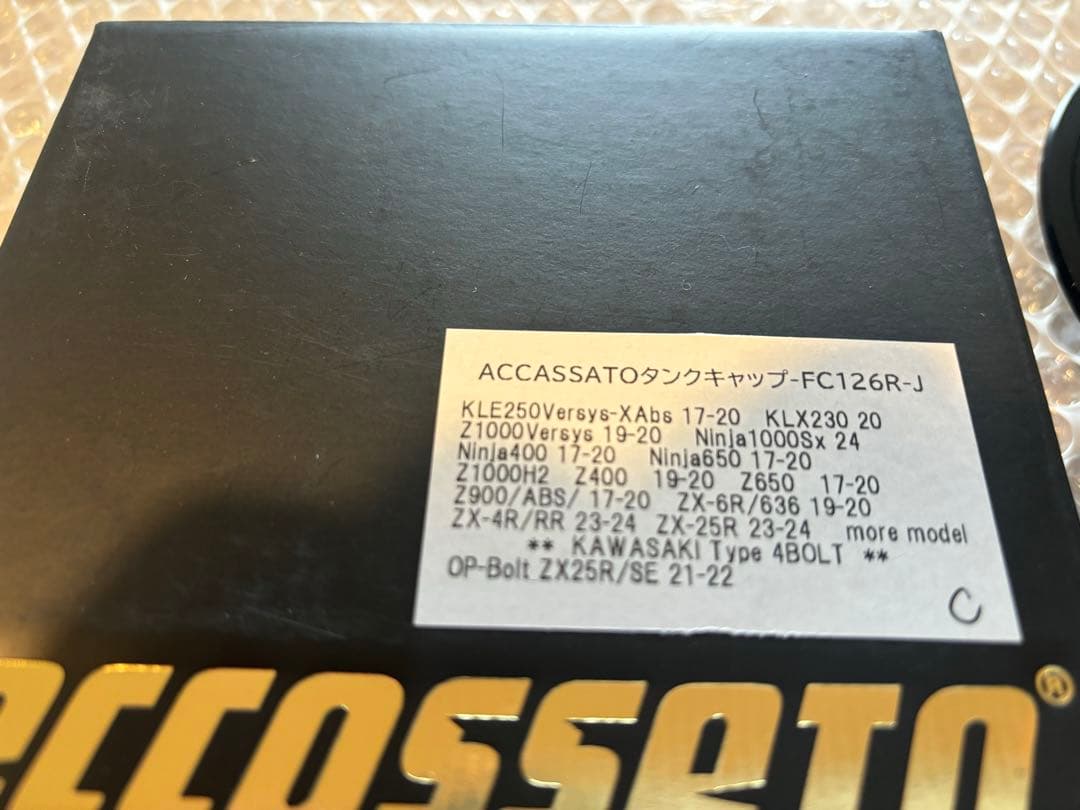 ACCASSATOタンクキャップ-FC126R-J
KLE250Versys-XAbs 17-20 KLX230 20
Z1000Versys 19-20 Ninja1000Sx 24
Ninja400 17-20 Ninja650 17-20
Z1000H2 Z400 19-20 Z650 17-20
Z900/ABS/ 17-20 ZX-6R/636 19-20
ZX-4R/RR 23-24 ZX-25R 23-24 more model
** KAWASAKI Type 4BOLT **
OP-Bolt ZX25R/SE 21-22
C
ACCOSSATO®